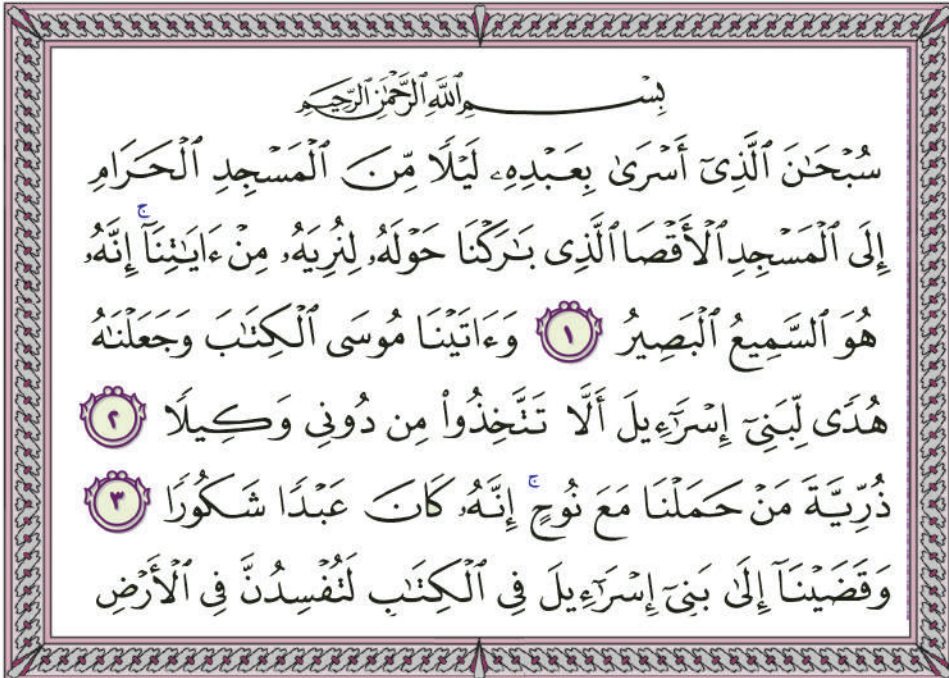 بِسْمِ ٱللَّهِ ٱلرَّحْمَٰنِ ٱلرَّحِيمِ
سُبْحَٰنَ ٱلَّذِىٓ أَسْرَىٰ بِعَبْدِهِۦ لَيْلًا مِّنَ ٱلْمَسْجِدِ ٱلْحَرَامِ
إِلَى ٱلْمَسْجِدِ ٱلْأَقْصَا ٱلَّذِى بَٰرَكْنَا حَوْلَهُۥ لِنُرِيَهُۥ مِنْ ءَايَٰتِنَآ ۚ إِنَّهُۥ
هُوَ ٱلسَّمِيعُ ٱلْبَصِيرُ ١ وَءَاتَيْنَا مُوسَى ٱلْكِتَٰبَ وَجَعَلْنَٰهُ
هُدًى لِّبَنِىٓ إِسْرَٰٓءِيلَ أَلَّا تَتَّخِذُوا۟ مِن دُونِى وَكِيلًا ٢
ذُرِّيَّةَ مَنْ حَمَلْنَا مَعَ نُوحٍ ۚ إِنَّهُۥ كَانَ عَبْدًا شَكُورًا ٣
وَقَضَيْنَآ إِلَىٰ بَنِىٓ إِسْرَٰٓءِيلَ فِى ٱلْكِتَٰبِ لَتُفْسِدُنَّ فِى ٱلْأَرْضِ